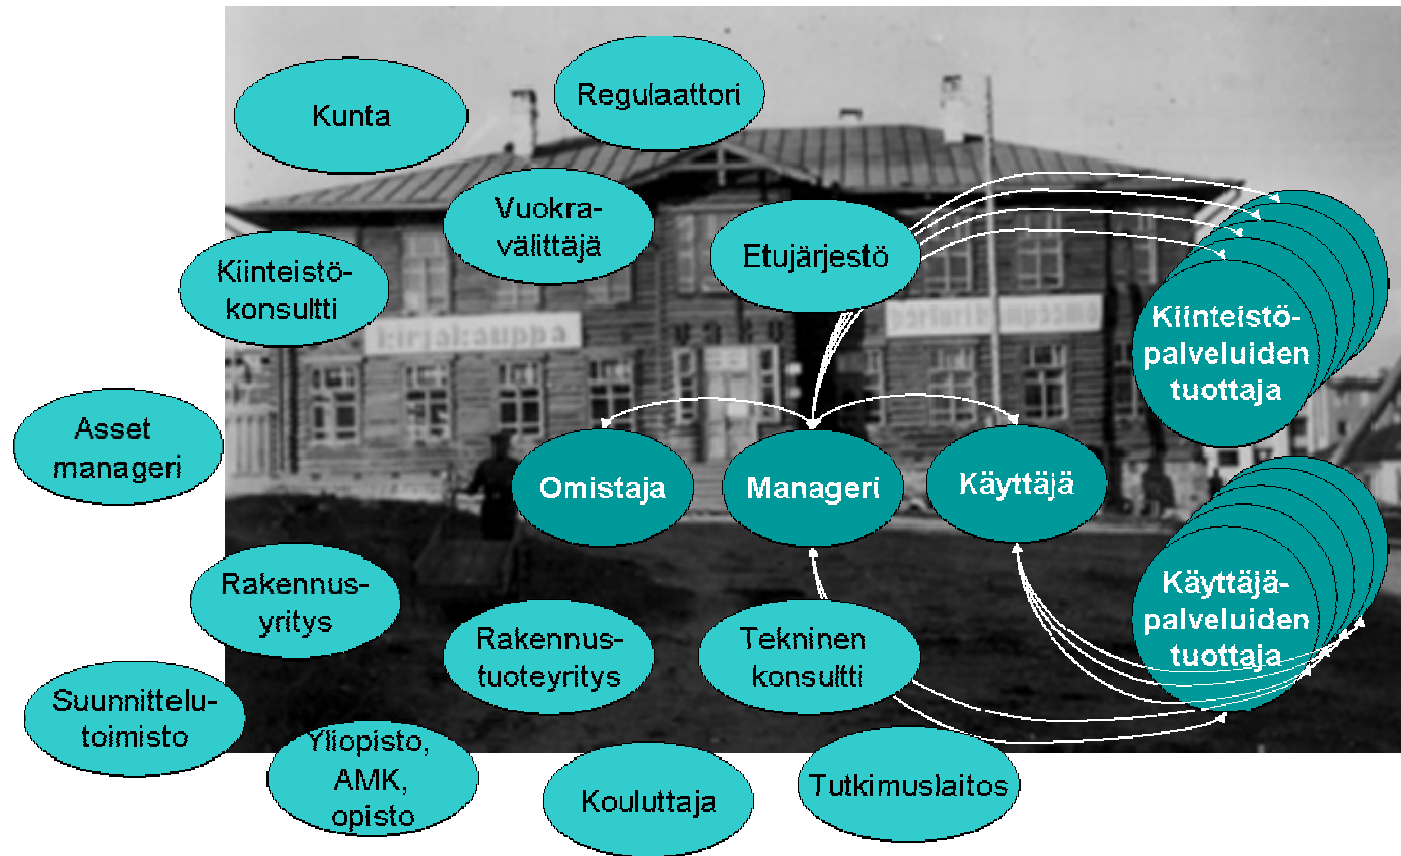 Kunta
Regulaattori
Vuokra-
välittäjä
Etujärjestö
Kiinteistö-
konsultti
kirjakauppa
Kiinteistö-
palveluiden
tuottaja
Asset
manageri
Omistaja
Manageri
Käyttäjä
Rakennus-
yritys
Rakennus-
tuoteyritys
Tekninen
konsultti
Käyttäjä-
palveluiden
tuottaja
Suunnittelu-
toimisto
Yliopisto,
AMK,
opisto
Kouluttaja
Tutkimuslaitos